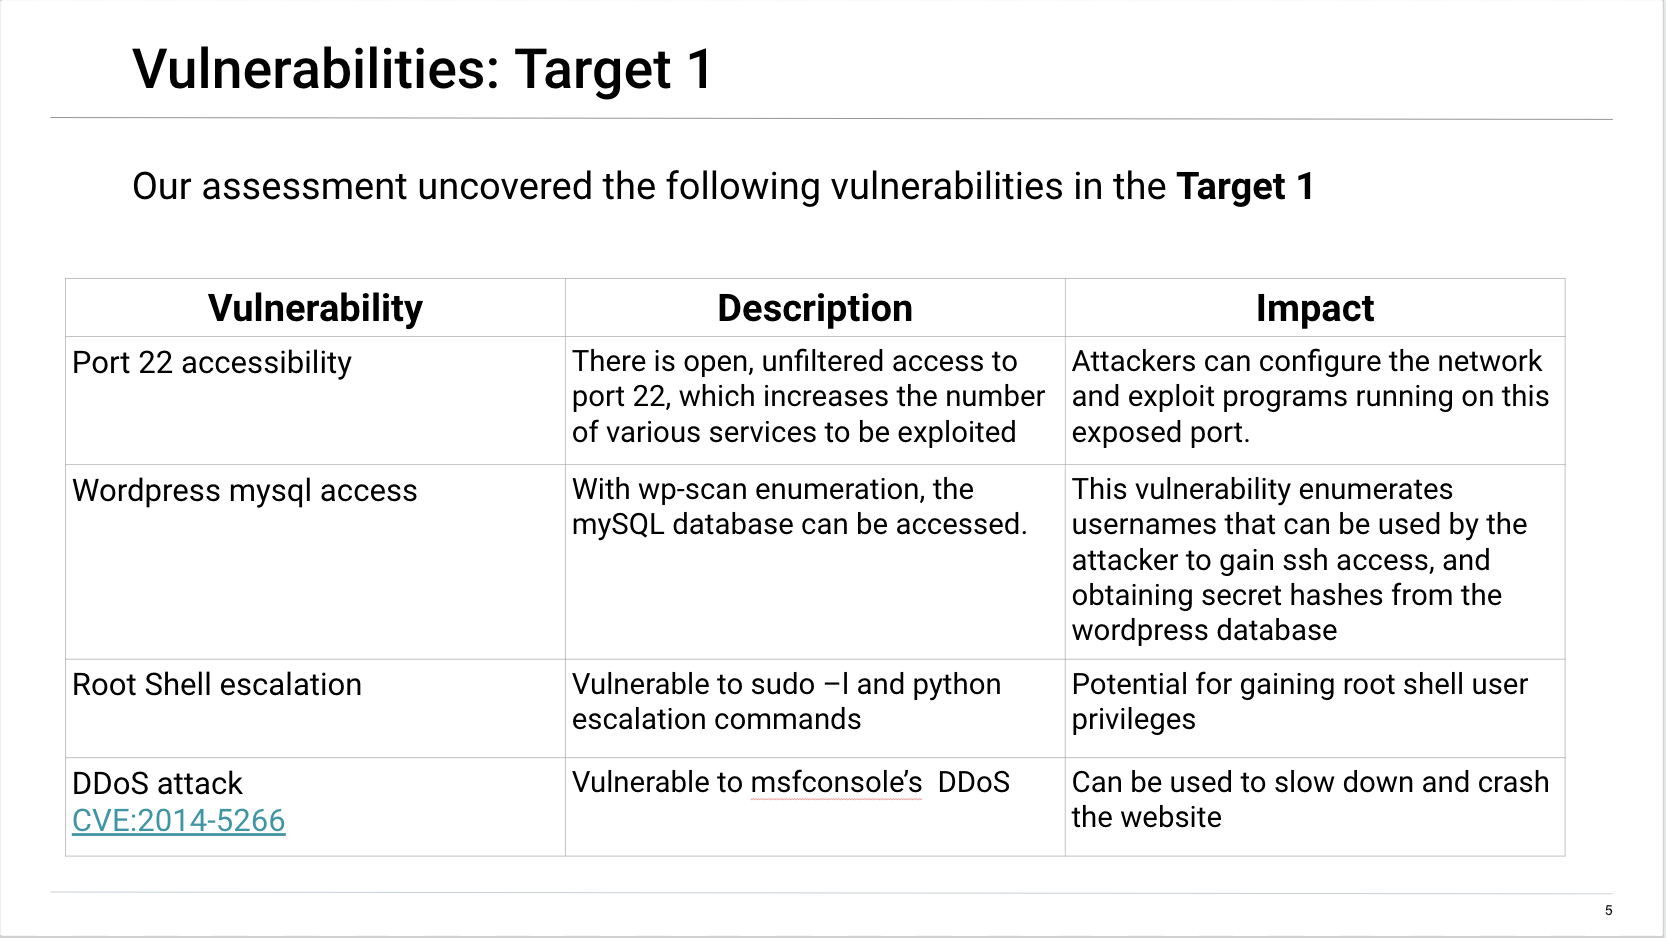 Vulnerabilities: Target 1
Our assessment uncovered the following vulnerabilities in the Target 1
Vulnerability
Description
Impact
Port 22 accessibility
There is open, unfiltered access to
port 22, which increases the number
of various services to be exploited
Attackers can configure the network
and exploit programs running on this
exposed port.
Wordpress mysql access
With wp-scan enumeration, the
mySQL database can be accessed.
This vulnerability enumerates
usernames that can be used by the
attacker to gain ssh access, and
obtaining secret hashes from the
wordpress database
Root Shell escalation
Vulnerable to sudo –l and python
escalation commands
Potential for gaining root shell user
privileges
DDoS attack
CVE:2014-5266
Vulnerable to msfconsole’s  DDoS
Can be used to slow down and crash
the website
5